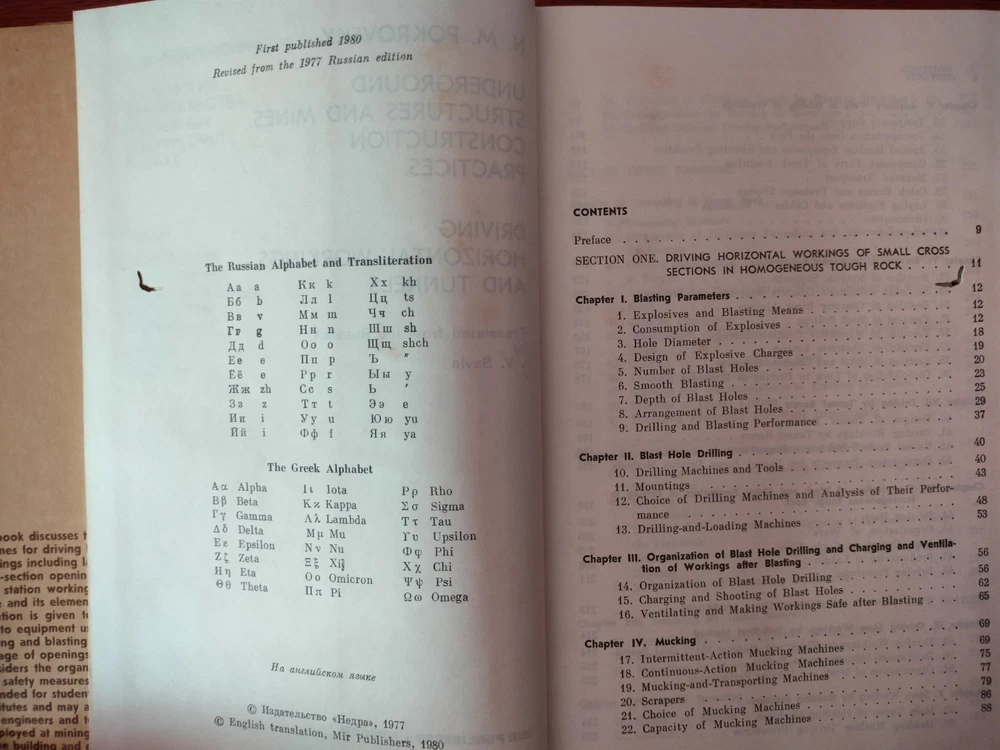 First published 1980
Revised from the 1977 Russian edition
The Russian Alphabet and Transliteration
Аа a Кк k Хх kh
Бб b Лл l Цц ts
Вв v Мм m Чч ch
Гг g Нн n Шш sh
Дд d Оо o Щщ shch
Ее e Пп p Ъ ″
Её e Рр r Ыы y
Жж zh Сс s Ь ′
Зз z Тт t Ээ e
Ии i Уу u Юю yu
Йй i Фф f Яя ya
The Greek Alphabet
Αα Alpha Ιι Iota Ρρ Rho
Ββ Beta Κκ Kappa Σσ Sigma
Γγ Gamma Λλ Lambda Ττ Tau
Δδ Delta Μμ Mu Υυ Upsilon
Εε Epsilon Νν Nu Φφ Phi
Ζζ Zeta Ξξ Xi Χχ Chi
Ηη Eta Οο Omicron Ψψ Psi
Θθ Theta Ππ Pi Ωω Omega
На английском языке
© Издательство «Недра», 1977
© English translation, Mir Publishers, 1980
CONTENTS
Preface . . . 9
SECTION ONE. DRIVING HORIZONTAL WORKINGS OF SMALL CROSS
SECTIONS IN HOMOGENEOUS TOUGH ROCK . . . 11
Chapter I. Blasting Parameters . . . 12
1. Explosives and Blasting Means . . . 12
2. Consumption of Explosives . . . 12
3. Hole Diameter . . . 18
4. Design of Explosive Charges . . . 19
5. Number of Blast Holes . . . 20
6. Smooth Blasting . . . 23
7. Depth of Blast Holes . . . 25
8. Arrangement of Blast Holes . . . 29
9. Drilling and Blasting Performance . . . 37
Chapter II. Blast Hole Drilling . . . 40
10. Drilling Machines and Tools . . . 40
11. Mountings . . . 43
12. Choice of Drilling Machines and Analysis of Their Perfor-
mance . . . 48
13. Drilling-and-Loading Machines . . . 53
Chapter III. Organization of Blast Hole Drilling and Charging and Ventila-
tion of Workings after Blasting . . . 56
14. Organization of Blast Hole Drilling . . . 56
15. Charging and Shooting of Blast Holes . . . 62
16. Ventilating and Making Workings Safe after Blasting . . . 65
Chapter IV. Mucking . . . 69
17. Intermittent-Action Mucking Machines . . . 69
18. Continuous-Action Mucking Machines . . . 75
19. Mucking-and-Transporting Machines . . . 77
20. Scrapers . . . 79
21. Choice of Mucking Machines . . . 86
22. Capacity of Mucking Machines . . . 88
book discusses
for driving
including
station
and its
is given
to equipment
and blasting
of openings
safety measures
engineers and
at mining
building and